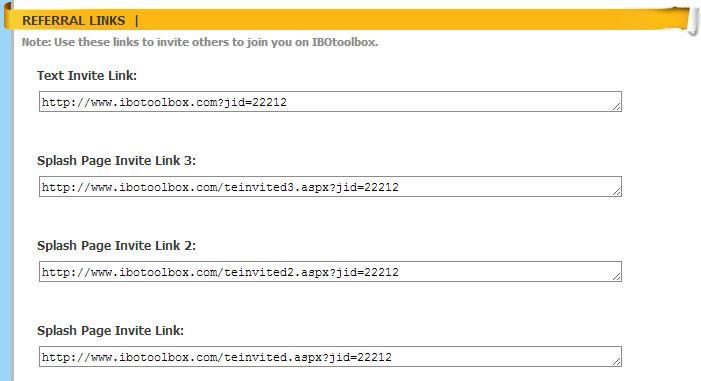 REFERRAL LINKS |
Note: Use these links to invite others to join you on IBOtoolbox.
Text Invite Link:
http://www.ibotoolbox.com?jid=22212
Splash Page Invite Link 3:
http://www.ibotoolbox.com/teinvited3.aspx?jid=22212
Splash Page Invite Link 2:
http://www.ibotoolbox.com/teinvited2.aspx?jid=22212
Splash Page Invite Link:
http://www.ibotoolbox.com/teinvited.aspx?jid=22212